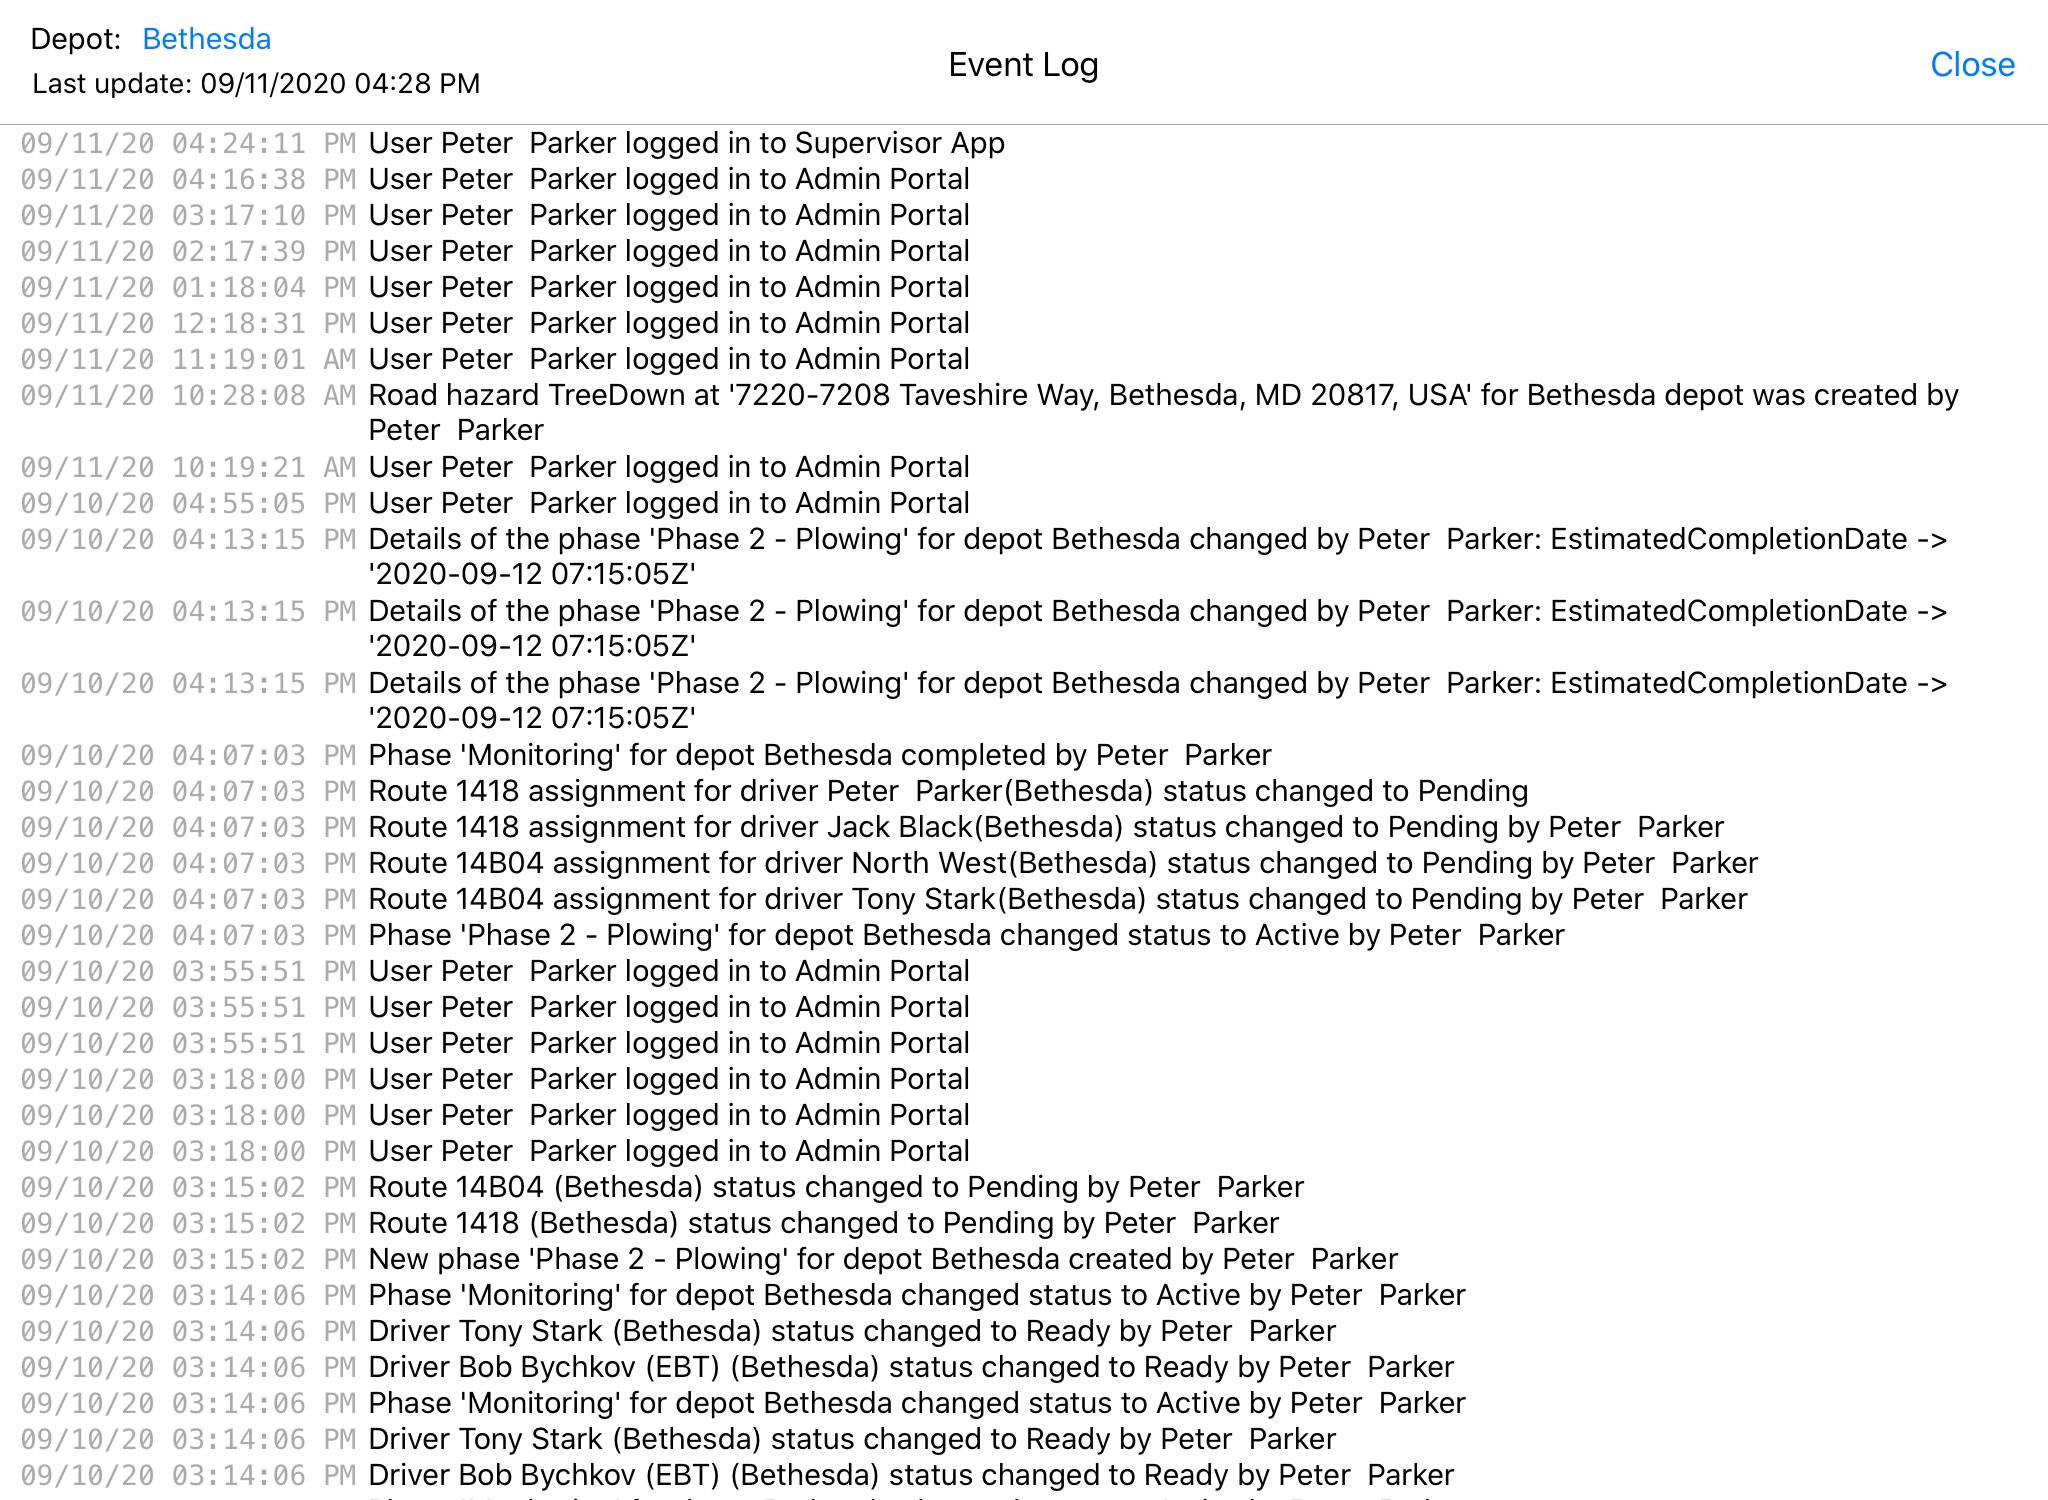 Depot: Bethesda
Last update: 09/11/2020 04:28 PM
Event Log
Close
09/11/20 04:24:11 PM User Peter  Parker logged in to Supervisor App
09/11/20 04:16:38 PM User Peter  Parker logged in to Admin Portal
09/11/20 03:17:10 PM User Peter  Parker logged in to Admin Portal
09/11/20 02:17:39 PM User Peter  Parker logged in to Admin Portal
09/11/20 01:18:04 PM User Peter  Parker logged in to Admin Portal
09/11/20 12:18:31 PM User Peter  Parker logged in to Admin Portal
09/11/20 11:19:01 AM User Peter  Parker logged in to Admin Portal
09/11/20 10:28:08 AM Road hazard TreeDown at '7220-7208 Taveshire Way, Bethesda, MD 20817, USA' for Bethesda depot was created by
Peter  Parker
09/11/20 10:19:21 AM User Peter  Parker logged in to Admin Portal
09/10/20 04:55:05 PM User Peter  Parker logged in to Admin Portal
09/10/20 04:13:15 PM Details of the phase 'Phase 2 - Plowing' for depot Bethesda changed by Peter  Parker: EstimatedCompletionDate ->
'2020-09-12 07:15:05Z'
09/10/20 04:13:15 PM Details of the phase 'Phase 2 - Plowing' for depot Bethesda changed by Peter  Parker: EstimatedCompletionDate ->
'2020-09-12 07:15:05Z'
09/10/20 04:13:15 PM Details of the phase 'Phase 2 - Plowing' for depot Bethesda changed by Peter  Parker: EstimatedCompletionDate ->
'2020-09-12 07:15:05Z'
09/10/20 04:07:03 PM Phase 'Monitoring' for depot Bethesda completed by Peter  Parker
09/10/20 04:07:03 PM Route 1418 assignment for driver Peter  Parker(Bethesda) status changed to Pending
09/10/20 04:07:03 PM Route 1418 assignment for driver Jack Black(Bethesda) status changed to Pending by Peter  Parker
09/10/20 04:07:03 PM Route 14B04 assignment for driver North West(Bethesda) status changed to Pending by Peter  Parker
09/10/20 04:07:03 PM Route 14B04 assignment for driver Tony Stark(Bethesda) status changed to Pending by Peter  Parker
09/10/20 04:07:03 PM Phase 'Phase 2 - Plowing' for depot Bethesda changed status to Active by Peter  Parker
09/10/20 03:55:51 PM User Peter  Parker logged in to Admin Portal
09/10/20 03:55:51 PM User Peter  Parker logged in to Admin Portal
09/10/20 03:55:51 PM User Peter  Parker logged in to Admin Portal
09/10/20 03:18:00 PM User Peter  Parker logged in to Admin Portal
09/10/20 03:18:00 PM User Peter  Parker logged in to Admin Portal
09/10/20 03:18:00 PM User Peter  Parker logged in to Admin Portal
09/10/20 03:15:02 PM Route 14B04 (Bethesda) status changed to Pending by Peter  Parker
09/10/20 03:15:02 PM Route 1418 (Bethesda) status changed to Pending by Peter  Parker
09/10/20 03:15:02 PM New phase 'Phase 2 - Plowing' for depot Bethesda created by Peter  Parker
09/10/20 03:14:06 PM Phase 'Monitoring' for depot Bethesda changed status to Active by Peter  Parker
09/10/20 03:14:06 PM Driver Tony Stark (Bethesda) status changed to Ready by Peter  Parker
09/10/20 03:14:06 PM Driver Bob Bychkov (EBT) (Bethesda) status changed to Ready by Peter  Parker
09/10/20 03:14:06 PM Phase 'Monitoring' for depot Bethesda changed status to Active by Peter  Parker
09/10/20 03:14:06 PM Driver Tony Stark (Bethesda) status changed to Ready by Peter  Parker
09/10/20 03:14:06 PM Driver Bob Bychkov (EBT) (Bethesda) status changed to Ready by Peter  Parker